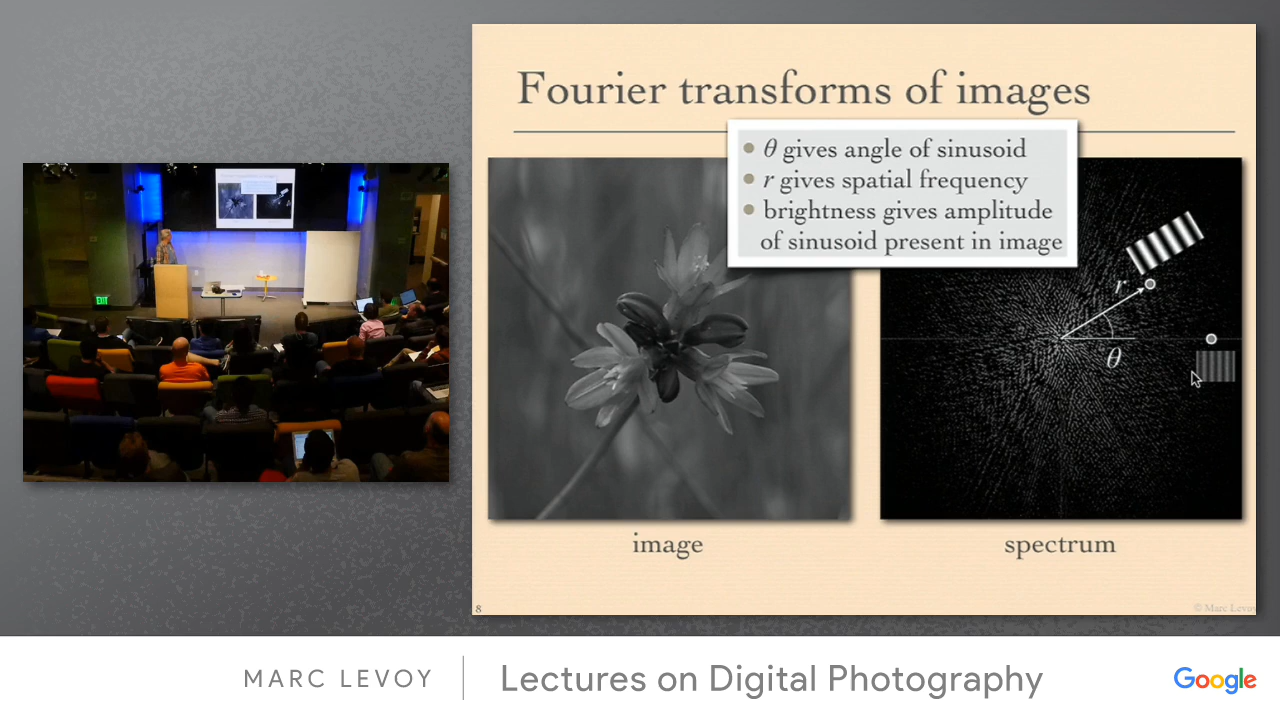 Fourier transforms of images
θ gives angle of sinusoid
r gives spatial frequency
brightness gives amplitude
of sinusoid present in image
r
θ
image
spectrum
8
© Marc Levoy
EXIT
MARC LEVOY
Lectures on Digital Photography
Google